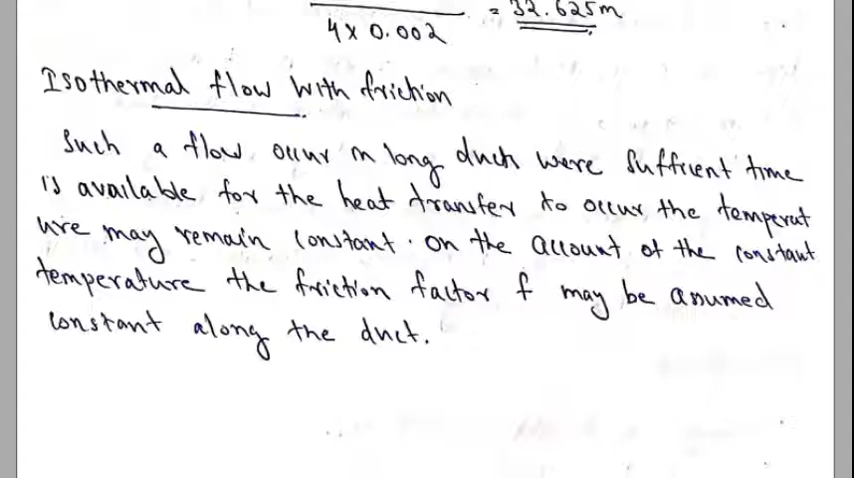 = 32.625m
4 x 0.002
Isothermal flow with friction
Such a flow occur in long duct were sufficient time
is available for the heat transfer to occur the temperat
ure may remain constant. on the account of the constant
temperature the friction factor f may be assumed
constant along the duct.